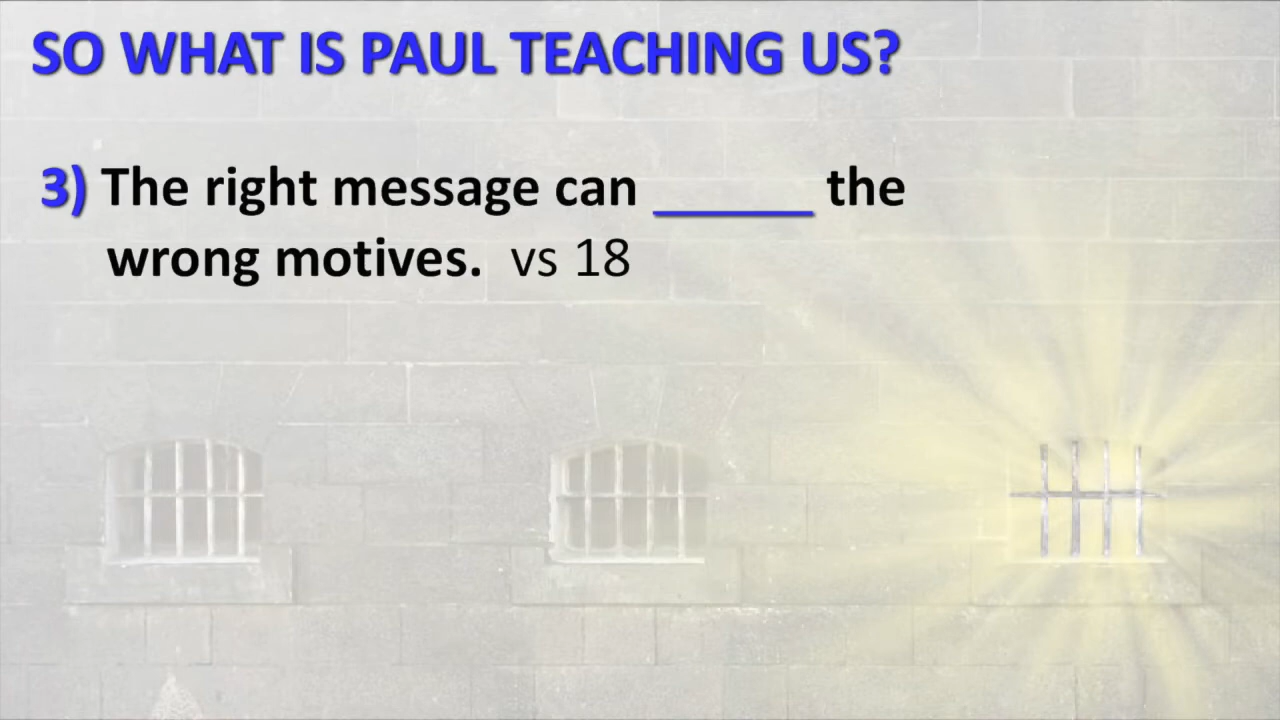 SO WHAT IS PAUL TEACHING US?
3) The right message can ______ the
wrong motives. vs 18